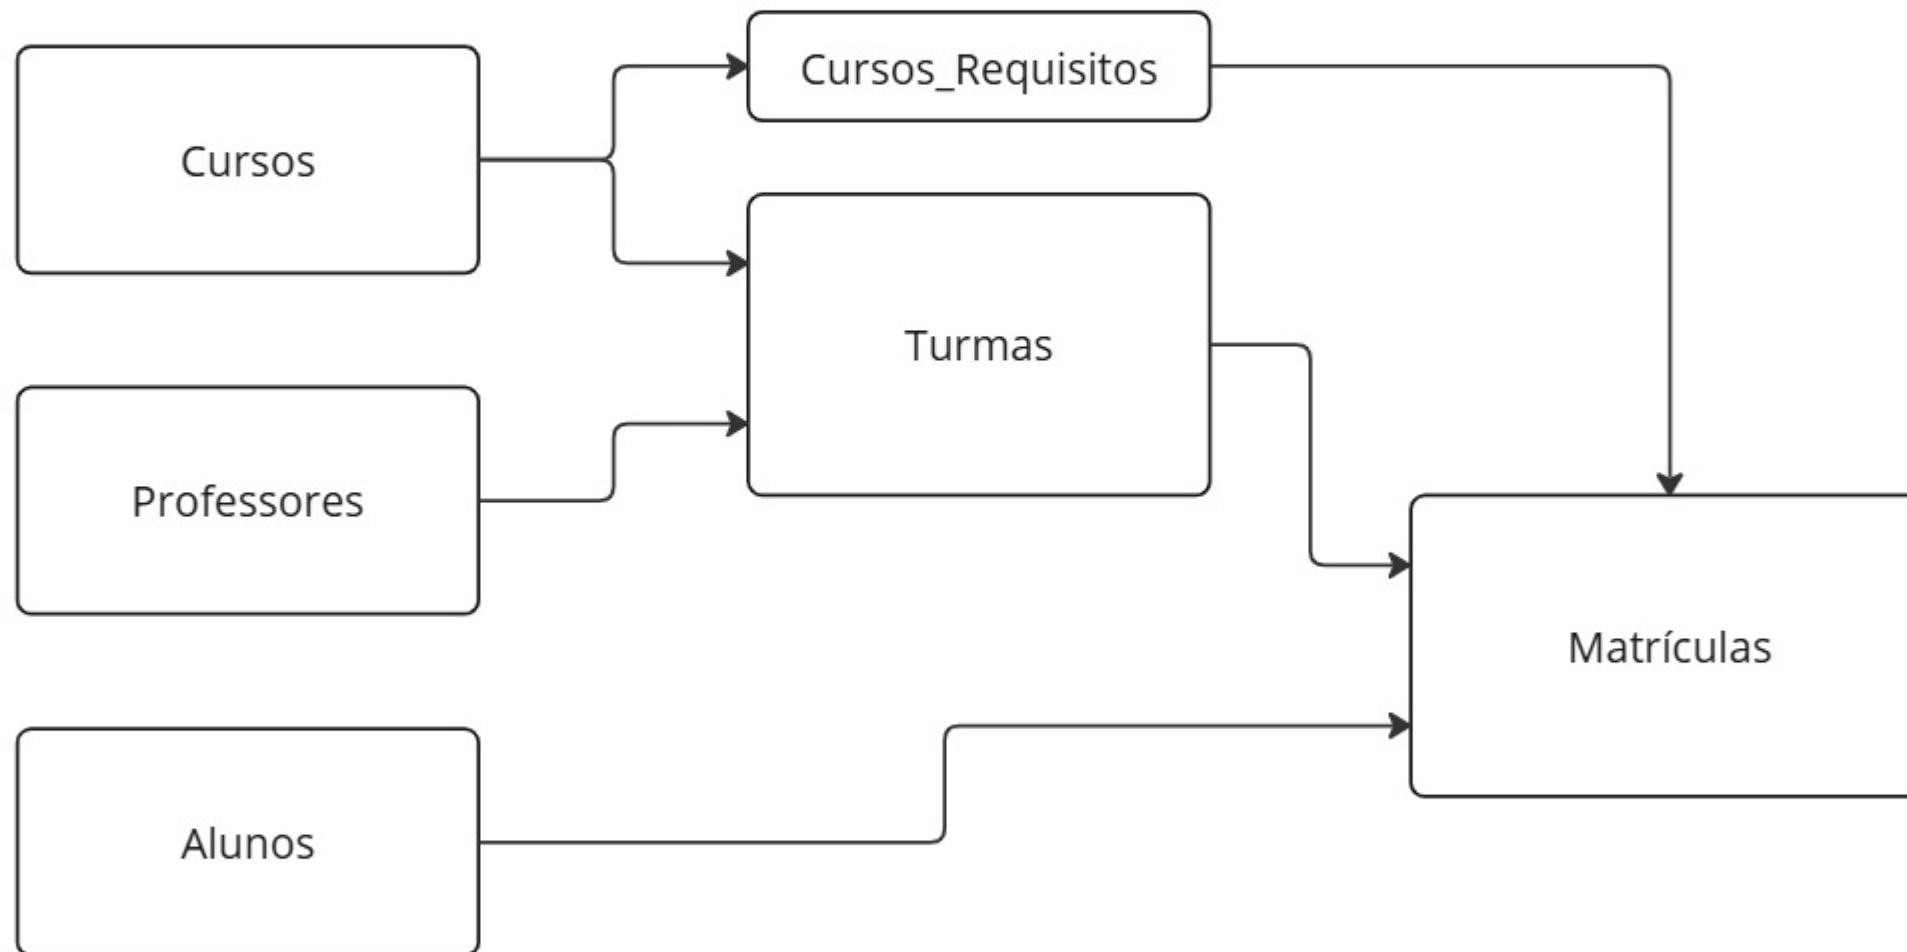 Cursos_Requisitos
Cursos
Turmas
Professores
Matrículas
Alunos